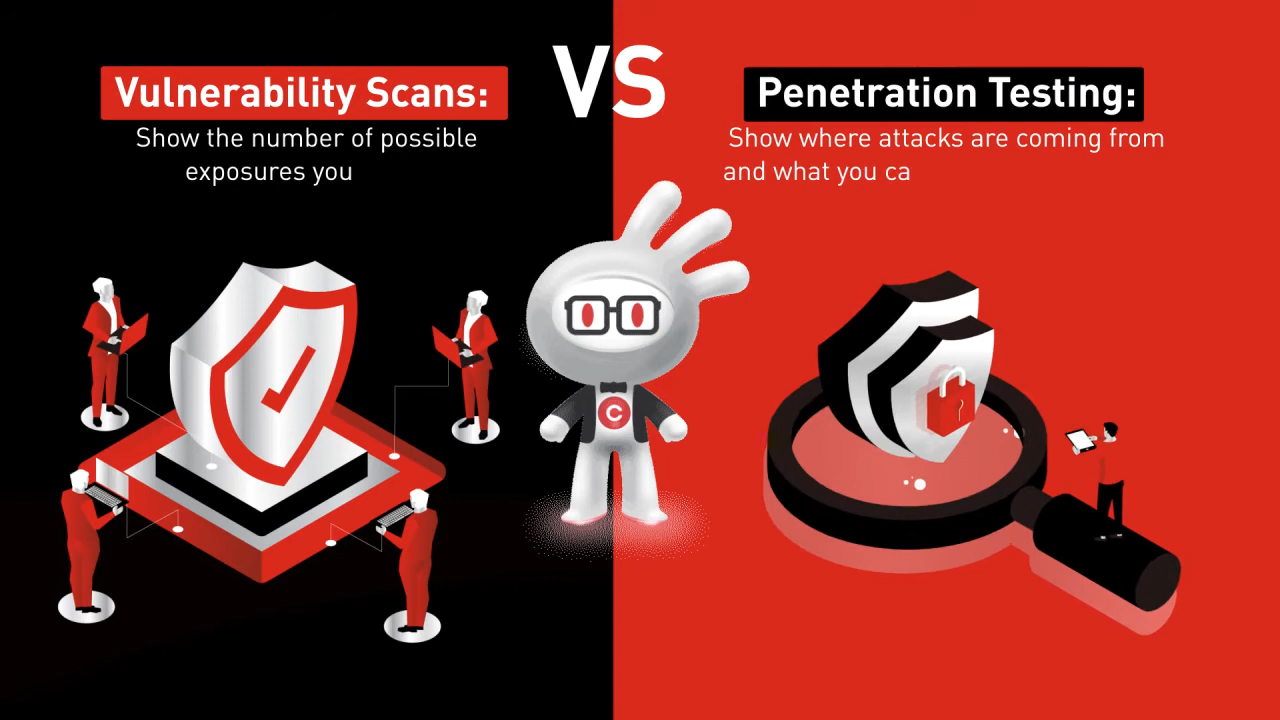 VS
Vulnerability Scans:
Show the number of possible
exposures you
Penetration Testing:
Show where attacks are coming from
and what you ca
C